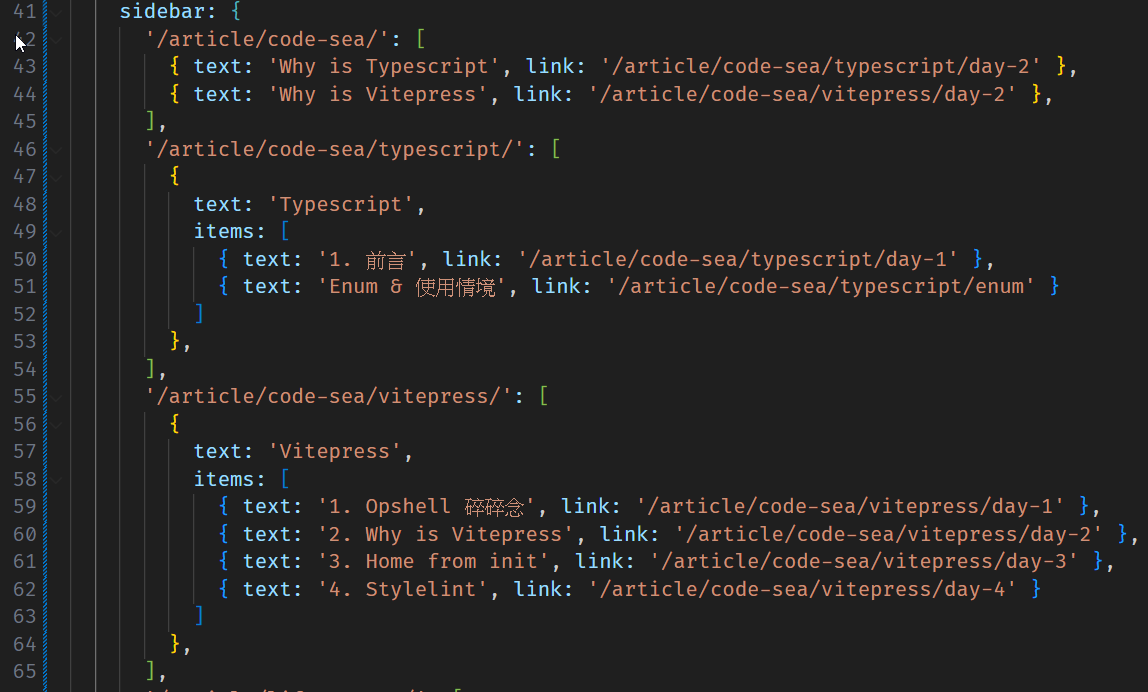 41 sidebar: {
42 '/article/code-sea/': [
43 { text: 'Why is Typescript', link: '/article/code-sea/typescript/day-2' },
44 { text: 'Why is Vitepress', link: '/article/code-sea/vitepress/day-2' },
45 ],
46 '/article/code-sea/typescript/': [
47 {
48 text: 'Typescript',
49 items: [
50 { text: '1. 前言', link: '/article/code-sea/typescript/day-1' },
51 { text: 'Enum & 使用情境', link: '/article/code-sea/typescript/enum' }
52 ]
53 },
54 ],
55 '/article/code-sea/vitepress/': [
56 {
57 text: 'Vitepress',
58 items: [
59 { text: '1. Opshell 碎碎念', link: '/article/code-sea/vitepress/day-1' },
60 { text: '2. Why is Vitepress', link: '/article/code-sea/vitepress/day-2' },
61 { text: '3. Home from init', link: '/article/code-sea/vitepress/day-3' },
62 { text: '4. Stylelint', link: '/article/code-sea/vitepress/day-4' }
63 ]
64 },
65 ],